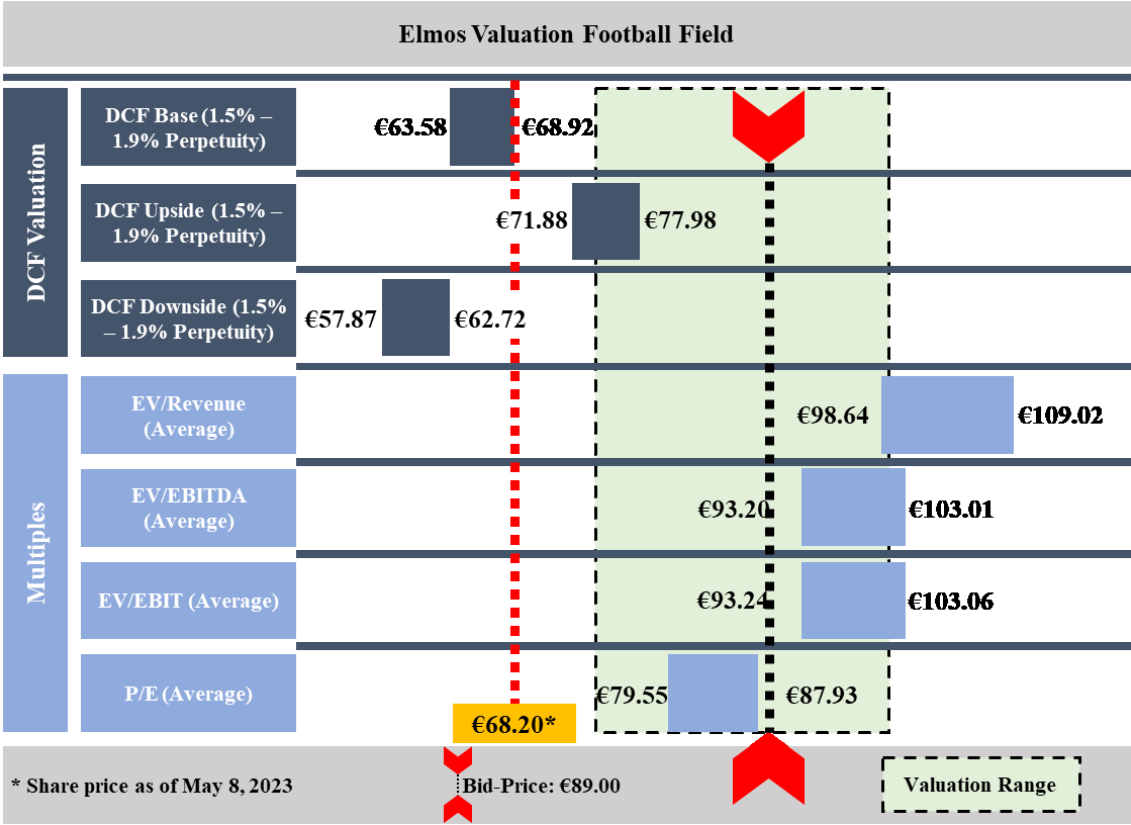 Elmos Valuation Football Field
DCF Valuation
DCF Base (1.5% –
1.9% Perpetuity)
€63.58
€68.92
DCF Upside (1.5% –
1.9% Perpetuity)
€71.88
€77.98
DCF Downside (1.5%
– 1.9% Perpetuity)
€57.87
€62.72
Multiples
EV/Revenue
(Average)
€98.64
€109.02
EV/EBITDA
(Average)
€93.20
€103.01
EV/EBIT (Average)
€93.24
€103.06
P/E (Average)
€79.55
€87.93
€68.20*
* Share price as of May 8, 2023
Bid-Price: €89.00
Valuation Range